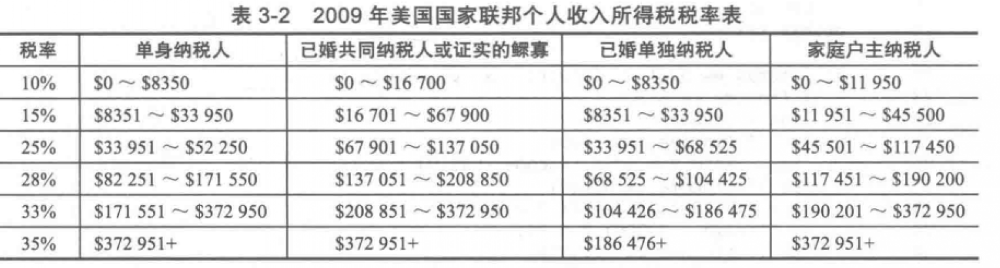 表 3-2 2009 年美国国家联邦个人收入所得税税率表
税率 单身纳税人 已婚共同纳税人或证实的鳏寡 已婚单独纳税人 家庭户主纳税人
10% $0 ~ $8350 $0 ~ $16 700 $0 ~ $8350 $0 ~ $11 950
15% $8351 ~ $33 950 $16 701 ~ $67 900 $8351 ~ $33 950 $11 951 ~ $45 500
25% $33 951 ~ $52 250 $67 901 ~ $137 050 $33 951 ~ $68 525 $45 501 ~ $117 450
28% $82 251 ~ $171 550 $137 051 ~ $208 850 $68 525 ~ $104 425 $117 451 ~ $190 200
33% $171 551 ~ $372 950 $208 851 ~ $372 950 $104 426 ~ $186 475 $190 201 ~ $372 950
35% $372 951+ $372 951+ $186 476+ $372 951+